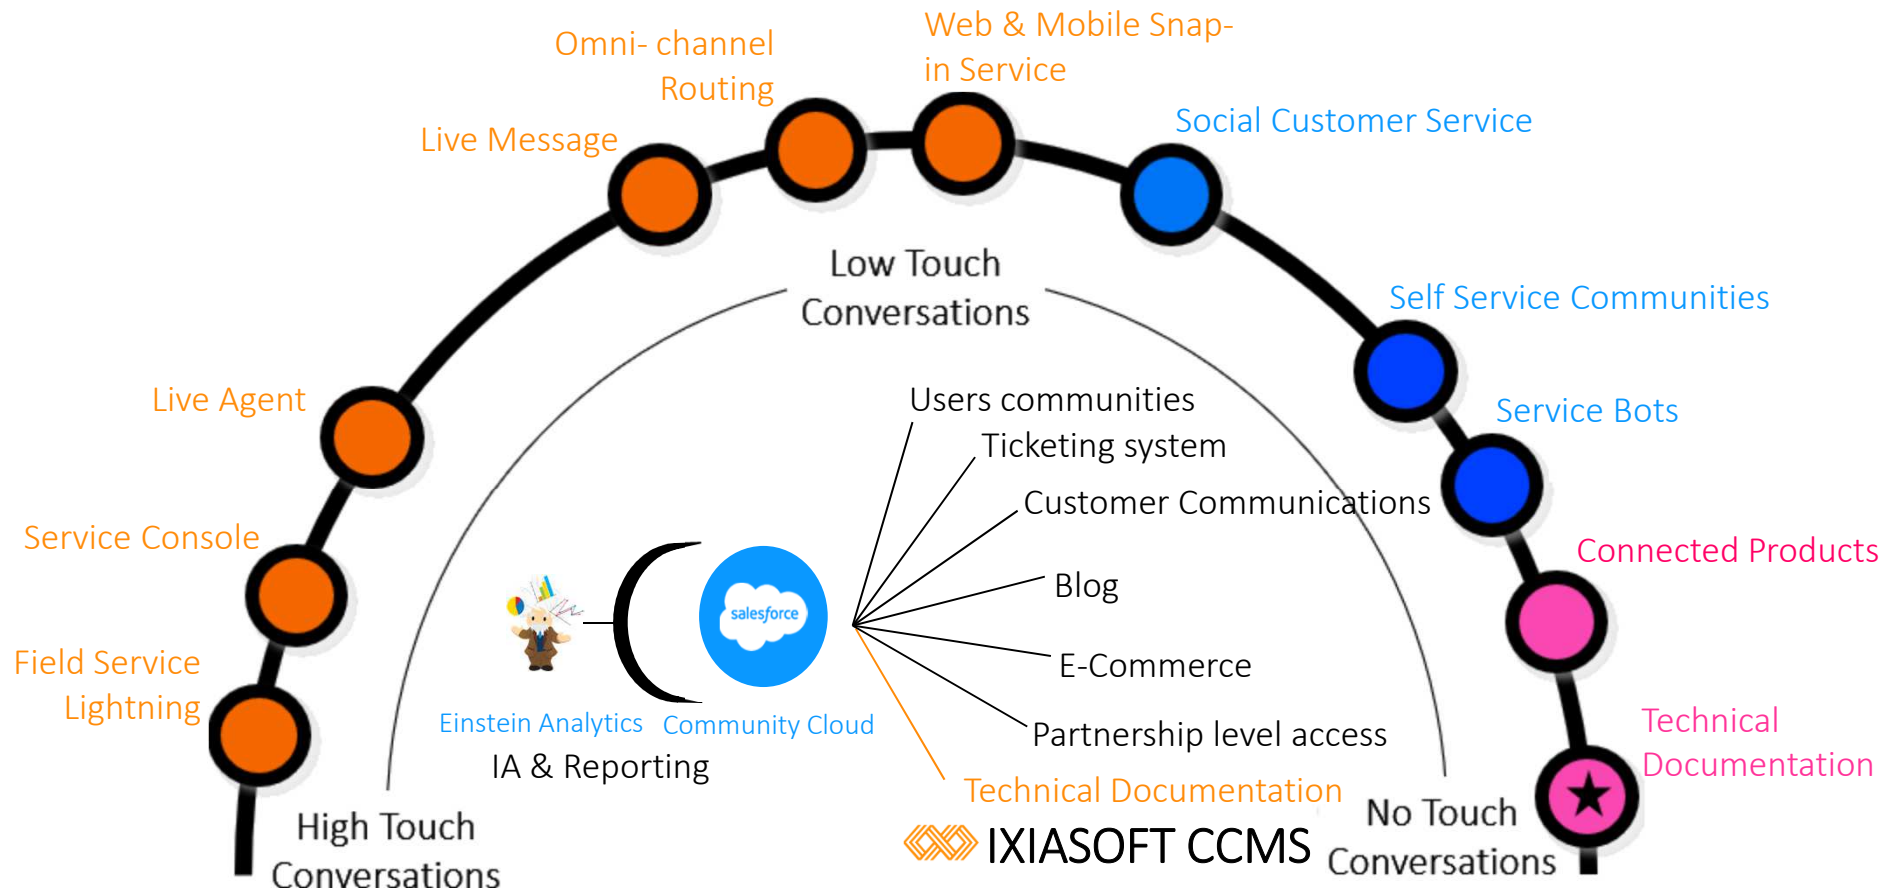 Web & Mobile Snap-
in Service
Omni- channel
Routing
Live Message
Social Customer Service
Low Touch
Conversations
Self Service Communities
Live Agent
Users communities
Service Bots
Ticketing system
Customer Communications
Service Console
Connected Products
Blog
salesforce
Field Service
Lightning
E-Commerce
Einstein Analytics
Community Cloud
IA & Reporting
Partnership level access
Technical
Documentation
Technical Documentation
IXIASOFT CCMS
High Touch
Conversations
No Touch
Conversations